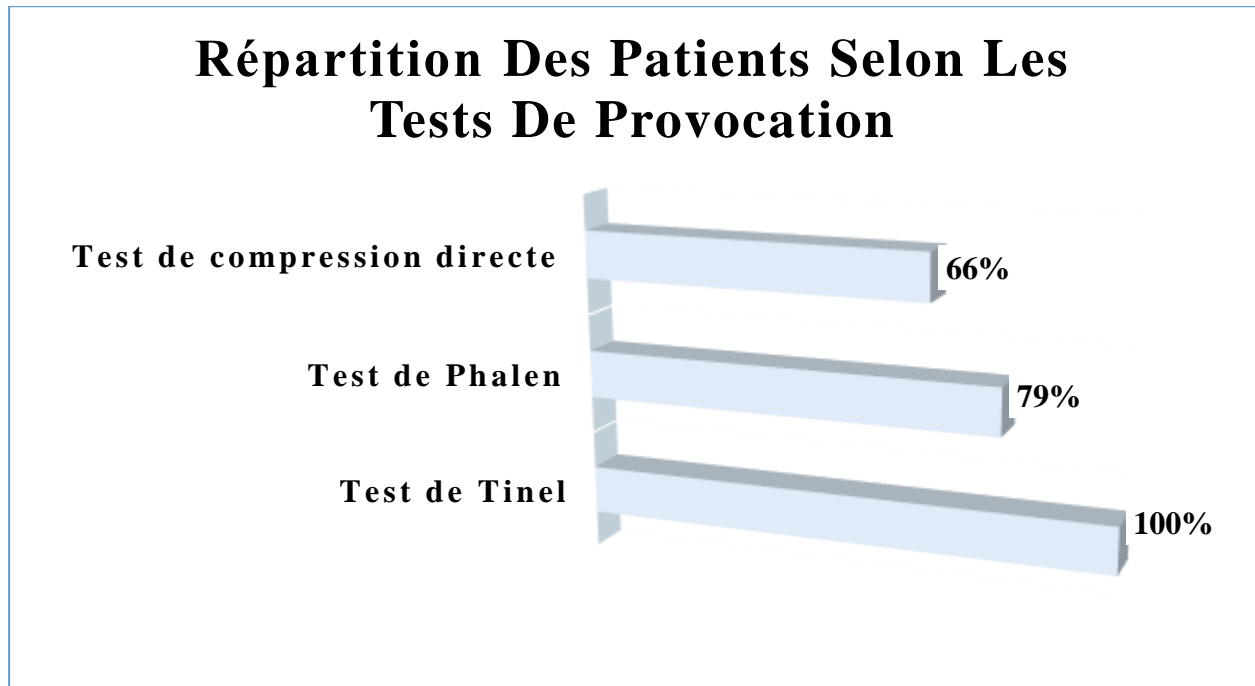 Répartition Des Patients Selon Les
Tests De Provocation
Test de compression directe
66%
Test de Phalen
79%
Test de Tinel
100%